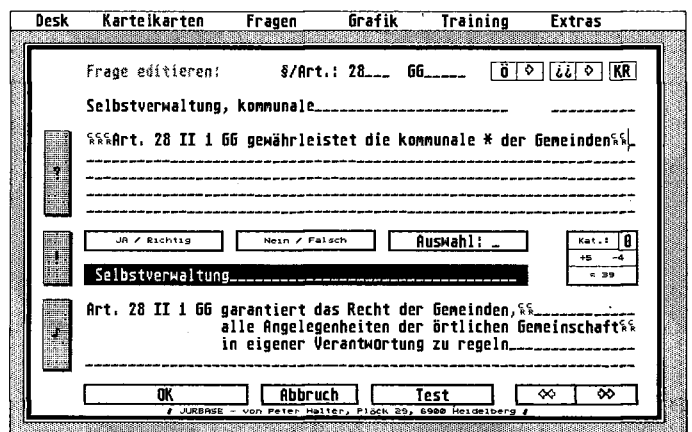 Desk Karteikarten Fragen Grafik Training Extras
Frage editieren: §/Art.: 28___ GG_____ Ö ¿¿ KR
Selbstverwaltung, kommunale
Art. 28 II 1 GG gewährleistet die kommunale * der Gemeinden
?
JA / Richtig Nein / Falsch Auswahl: _ Kat.: 0
! +5 -4
Selbstverwaltung = 39
Art. 28 II 1 GG garantiert das Recht der Gemeinden,
alle Angelegenheiten der örtlichen Gemeinschaft
in eigener Verantwortung zu regeln
OK Abbruch Test
JURBASE - von Peter Halter, Plöck 29, 6900 Heidelberg